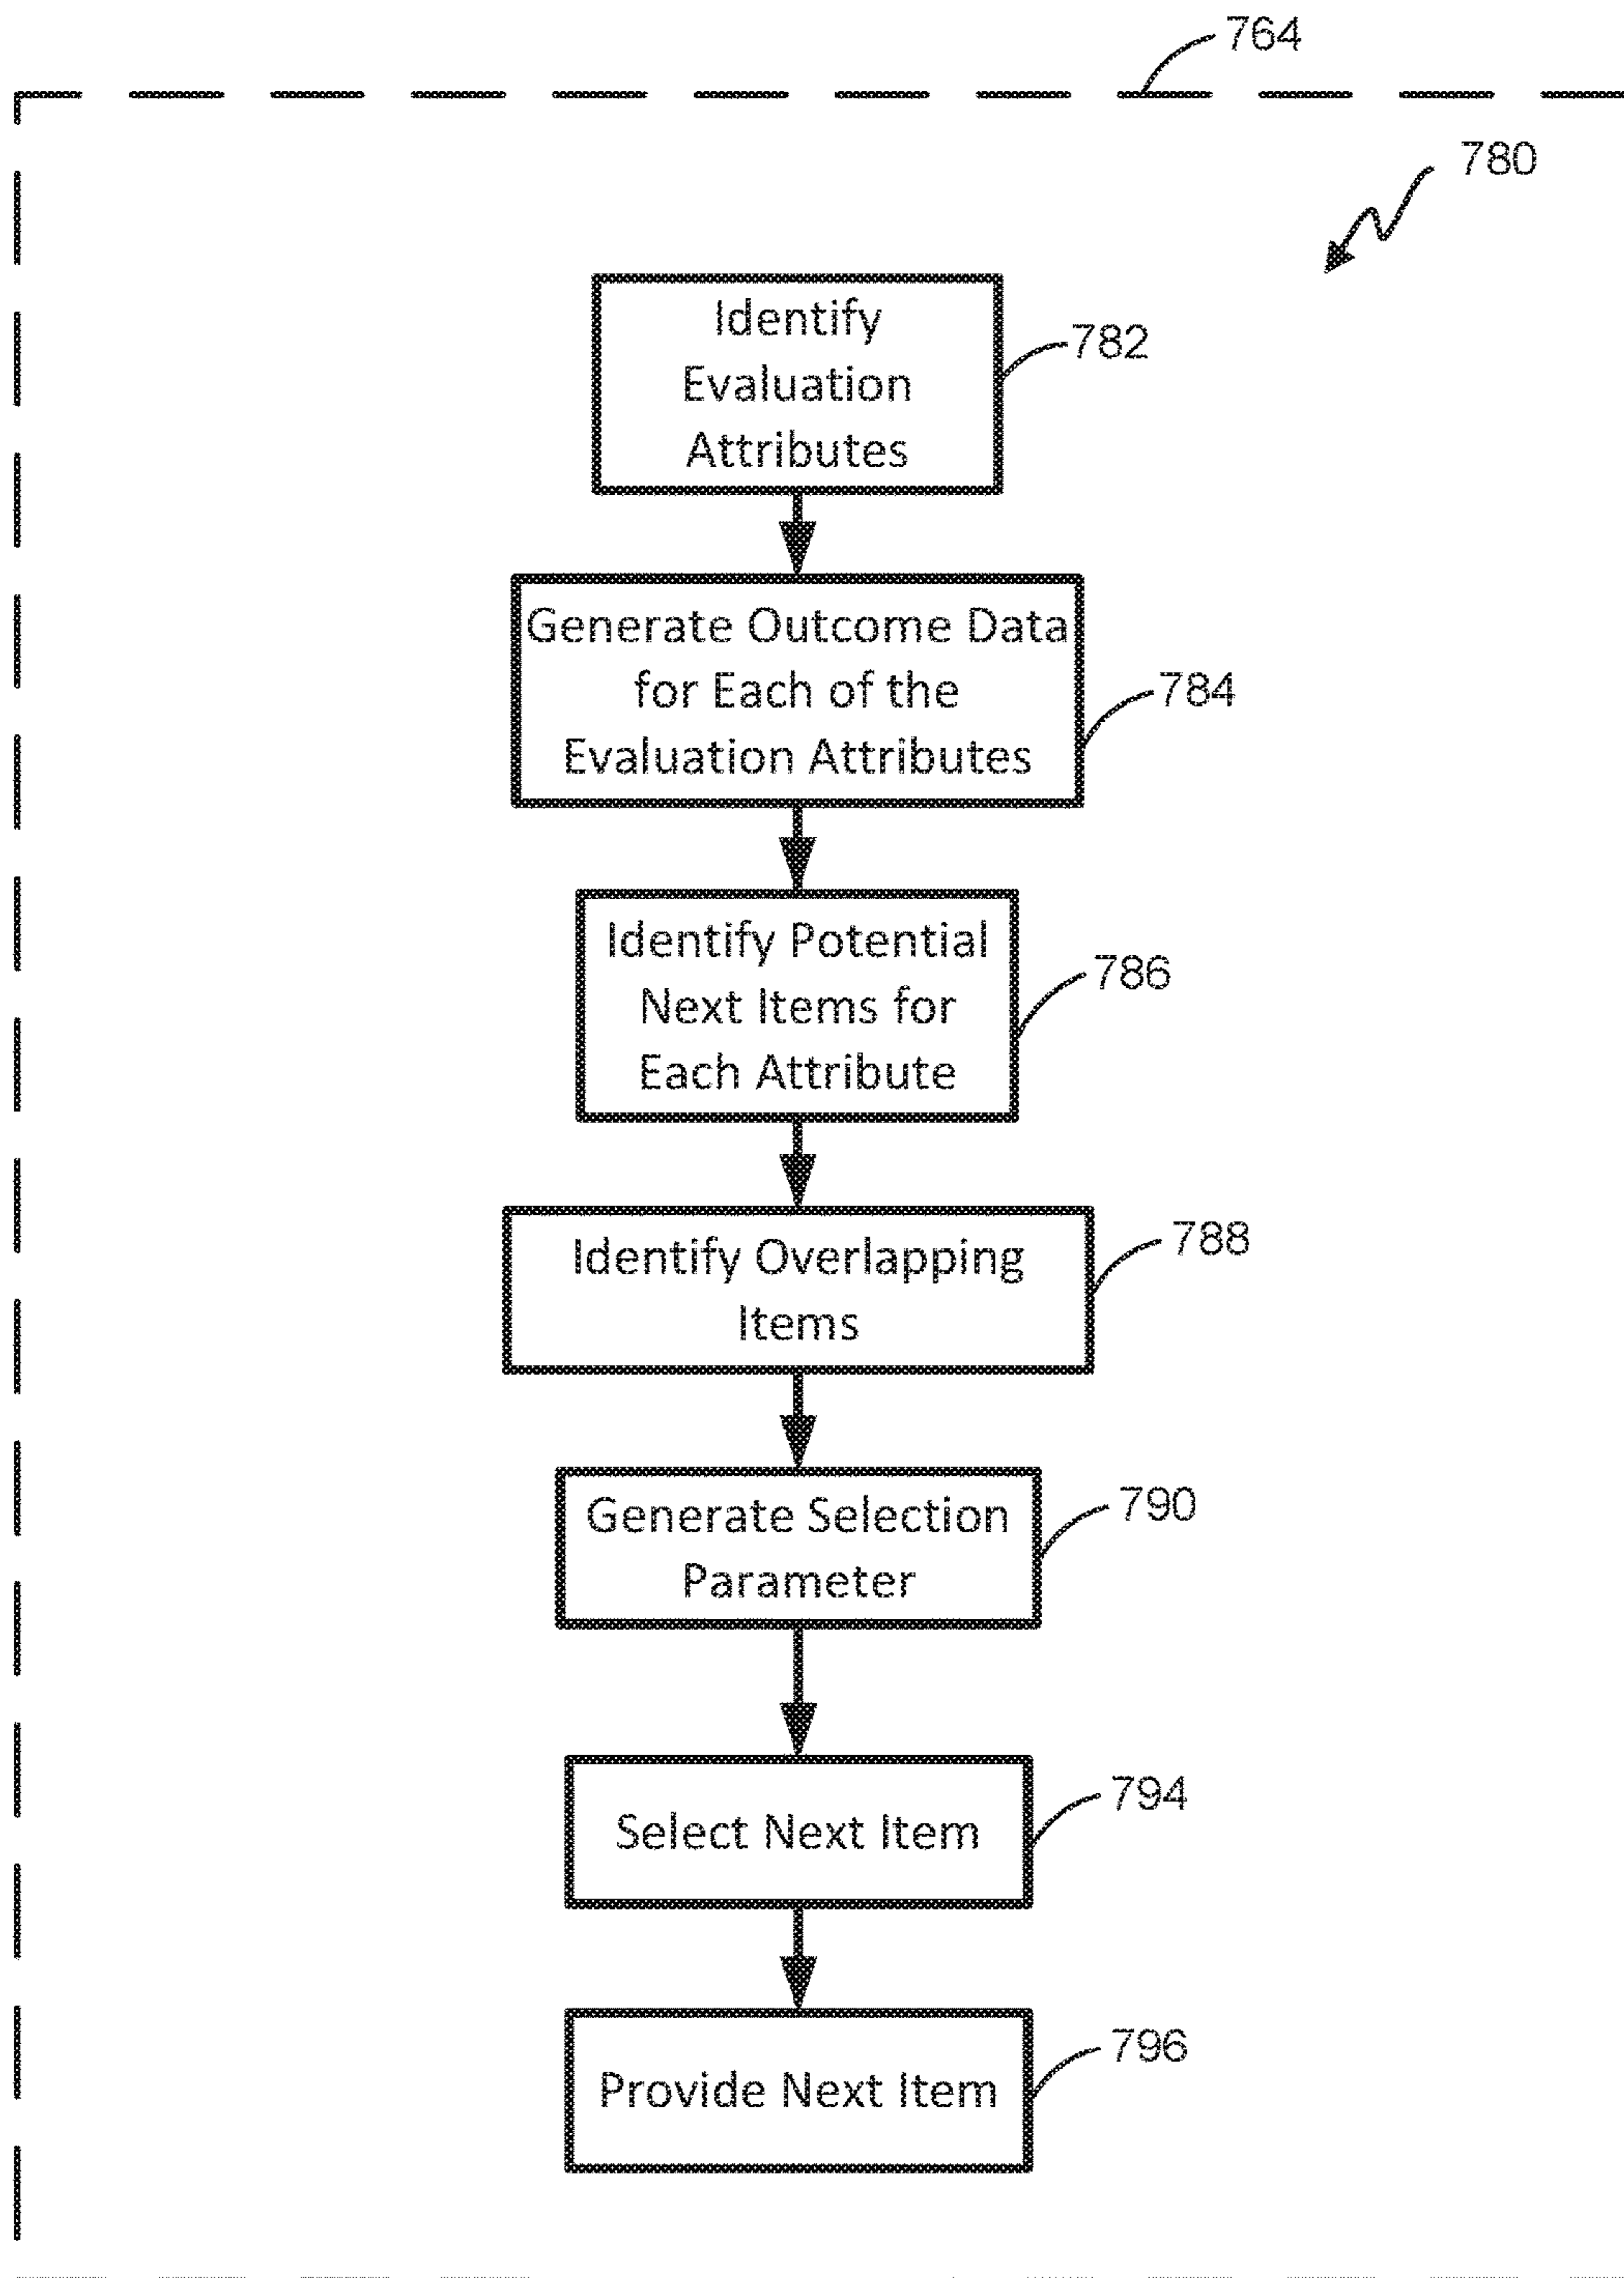 764
780
Identify
Evaluation
Attributes
782
Generate Outcome Data
for Each of the
Evaluation Attributes
784
Identify Potential
Next Items for
Each Attribute
786
Identify Overlapping
Items
788
Generate Selection
Parameter
790
Select Next Item
794
Provide Next Item
796